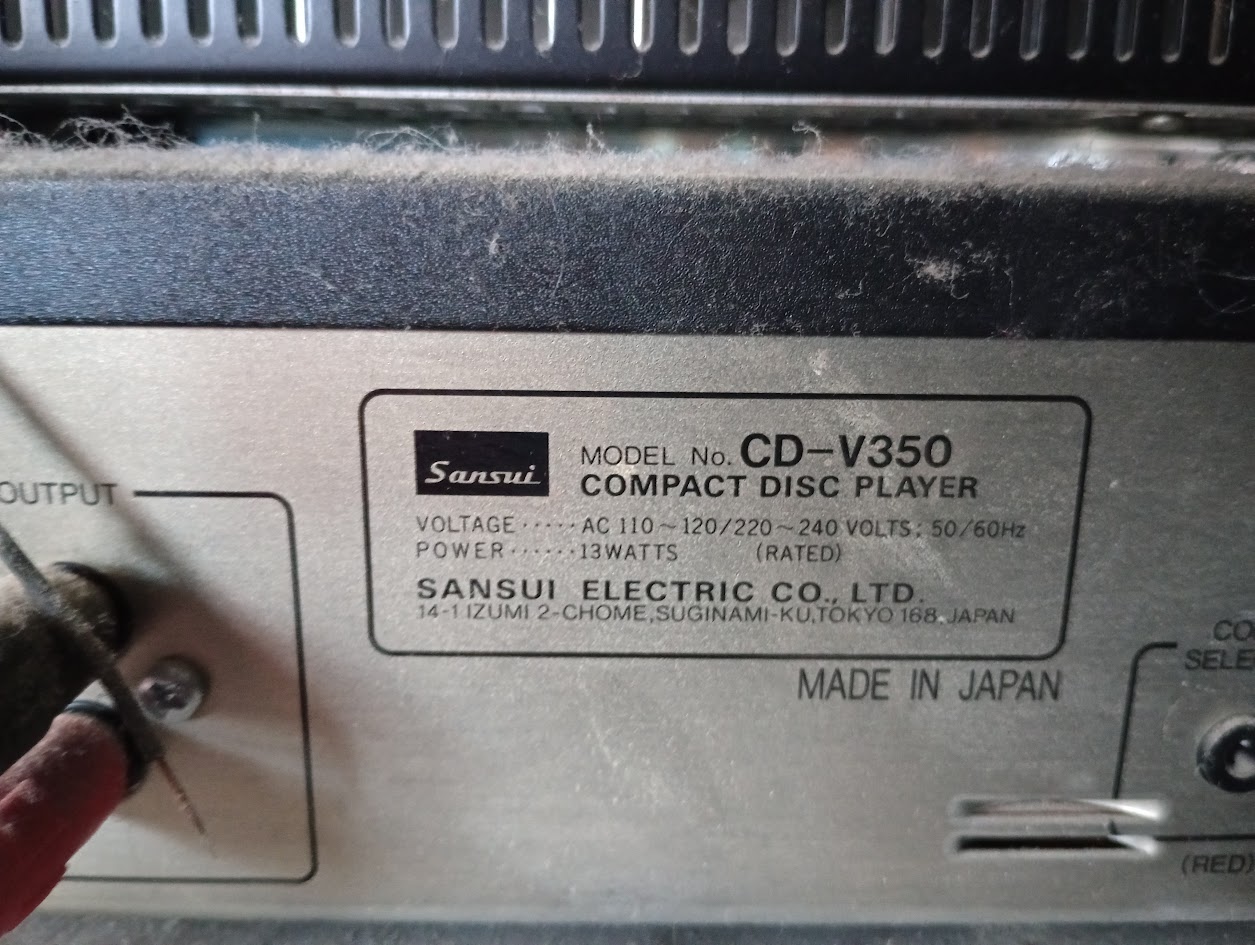 Sansui
MODEL No. CD-V350
COMPACT DISC PLAYER
VOLTAGE ····· AC 110~120/220~240 VOLTS; 50/60Hz
POWER ······ 13WATTS (RATED)
SANSUI ELECTRIC CO., LTD.
14-1 IZUMI 2-CHOME, SUGINAMI-KU, TOKYO 168, JAPAN
MADE IN JAPAN
OUTPUT
CO
SELE
(RED)